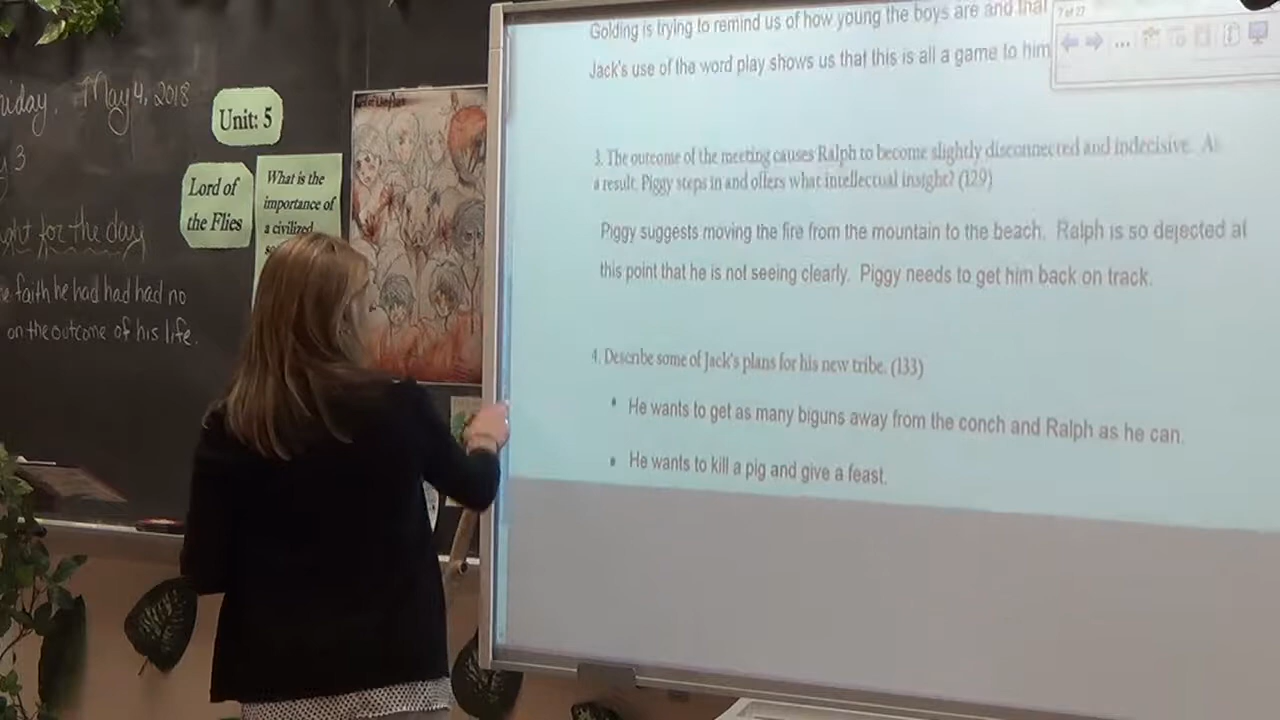 May 4, 2018
3
for the day
faith he had had had no
on the outcome of his life.
Unit: 5
Lord of
the Flies
What is the
importance of
a civilized
Golding is trying to remind us of how young the boys are and that
Jack's use of the word play shows us that this is all a game to him
7 of 27
3. The outcome of the meeting causes Ralph to become slightly disconnected and indecisive. A
a result, Piggy steps in and offers what intellectual insight? (129)
Piggy suggests moving the fire from the mountain to the beach. Ralph is so dejected at
this point that he is not seeing clearly. Piggy needs to get him back on track.
4. Describe some of Jack's plans for his new tribe. (133)
• He wants to get as many biguns away from the conch and Ralph as he can.
• He wants to kill a pig and give a feast.